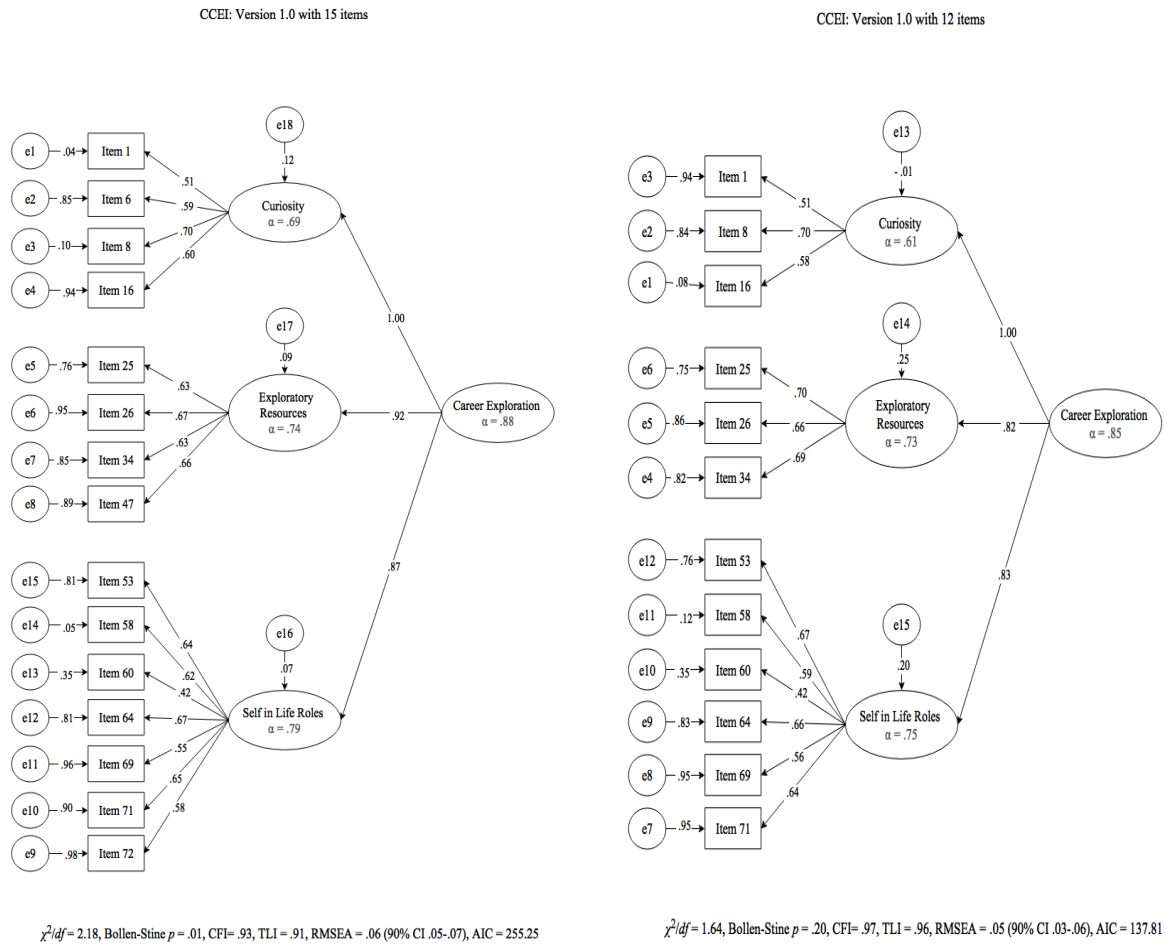 CCEI: Version 1.0 with 15 items
e18
.12
e1 .04 Item 1
.51
e2 .85 Item 6
.59
Curiosity
α = .69
e3 .10 Item 8
.70
.60
e4 .94 Item 16
1.00
e17
.09
e5 .76 Item 25
.63
e6 .95 Item 26
.67
Exploratory
Resources
α = .74
.92
Career Exploration
α = .88
e7 .85 Item 34
.63
.66
e8 .89 Item 47
.87
e15 .81 Item 53
.64
e14 .05 Item 58
.62
e16
.07
e13 .35 Item 60
.42
e12 .81 Item 64
.67
Self in Life Roles
α = .79
e11 .96 Item 69
.55
.65
e10 .90 Item 71
.58
e9 .98 Item 72
χ²/df = 2.18, Bollen-Stine p = .01, CFI= .93, TLI = .91, RMSEA = .06 (90% CI .05-.07), AIC = 255.25
CCEI: Version 1.0 with 12 items
e13
- .01
e3 .94 Item 1
.51
e2 .84 Item 8
.70
Curiosity
α = .61
.58
e1 .08 Item 16
1.00
e14
.25
e6 .75 Item 25
.70
e5 .86 Item 26
.66
Exploratory
Resources
α = .73
.82
Career Exploration
α = .85
.69
e4 .82 Item 34
.83
e12 .76 Item 53
.67
e11 .12 Item 58
.59
e15
.20
e10 .35 Item 60
.42
e9 .83 Item 64
.66
Self in Life Roles
α = .75
.56
e8 .95 Item 69
.64
e7 .95 Item 71
χ²/df = 1.64, Bollen-Stine p = .20, CFI= .97, TLI = .96, RMSEA = .05 (90% CI .03-.06), AIC = 137.81